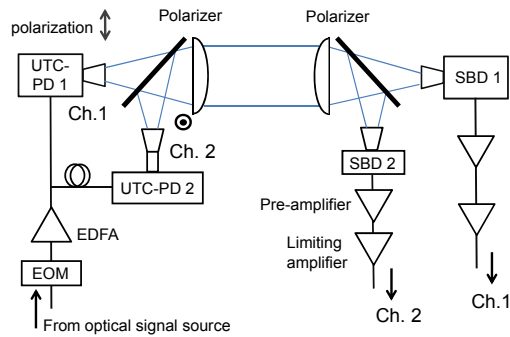 polarization
Polarizer
Polarizer
UTC-
PD 1
SBD 1
Ch.1
Ch. 2
SBD 2
UTC-PD 2
Pre-amplifier
EDFA
Limiting
amplifier
EOM
Ch. 2
Ch.1
From optical signal source